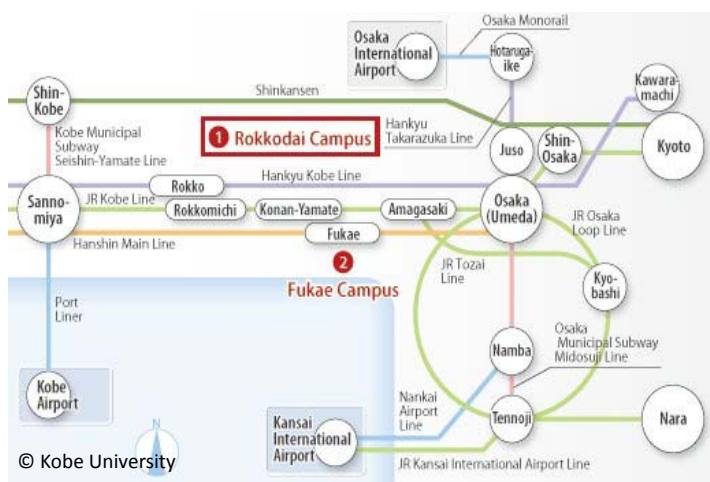 Osaka Monorail
Osaka
International
Airport
Hotaruga-
ike
Shin-
Kobe
Shinkansen
Kawara-
machi
Kobe Municipal
Subway
Seishin-Yamate Line
1 Rokkodai Campus
Hankyu
Takarazuka Line
Juso
Shin-
Osaka
Kyoto
Hankyu Kobe Line
Rokko
Sanno-
miya
JR Kobe Line
Rokkomichi
Konan-Yamate
Amagasaki
Osaka
(Umeda)
Hanshin Main Line
Fukae
2
Fukae Campus
JR Osaka
Loop Line
JR Tozai
Line
Kyo-
bashi
Port
Liner
Osaka
Municipal Subway
Midosuji Line
Namba
Kobe
Airport
Nankai
Airport
Line
Kansai
International
Airport
Tennoji
Nara
N
© Kobe University
JR Kansai International Airport Line